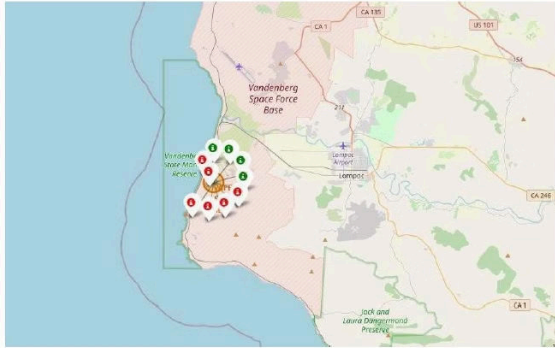 CA 135
US 101
CA 1
Vandenberg
Space Force
Base
Lompoc
Airport
Lompoc
CA 246
CA 1
Jack and
Laura Dangermond
Preserve